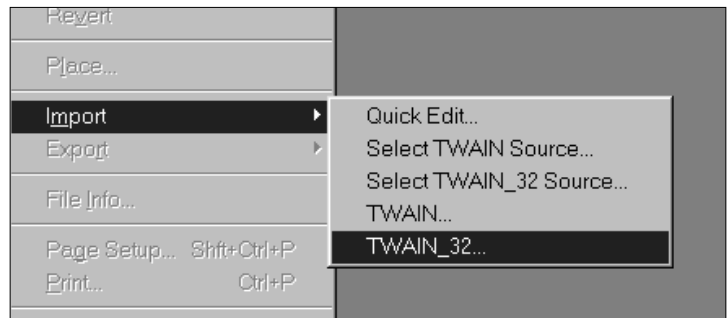 Revert
Place...
Import
Export
File Info...
Page Setup... Shft+Ctrl+P
Print... Ctrl+P
Quick Edit...
Select TWAIN Source...
Select TWAIN_32 Source...
TWAIN...
TWAIN_32...